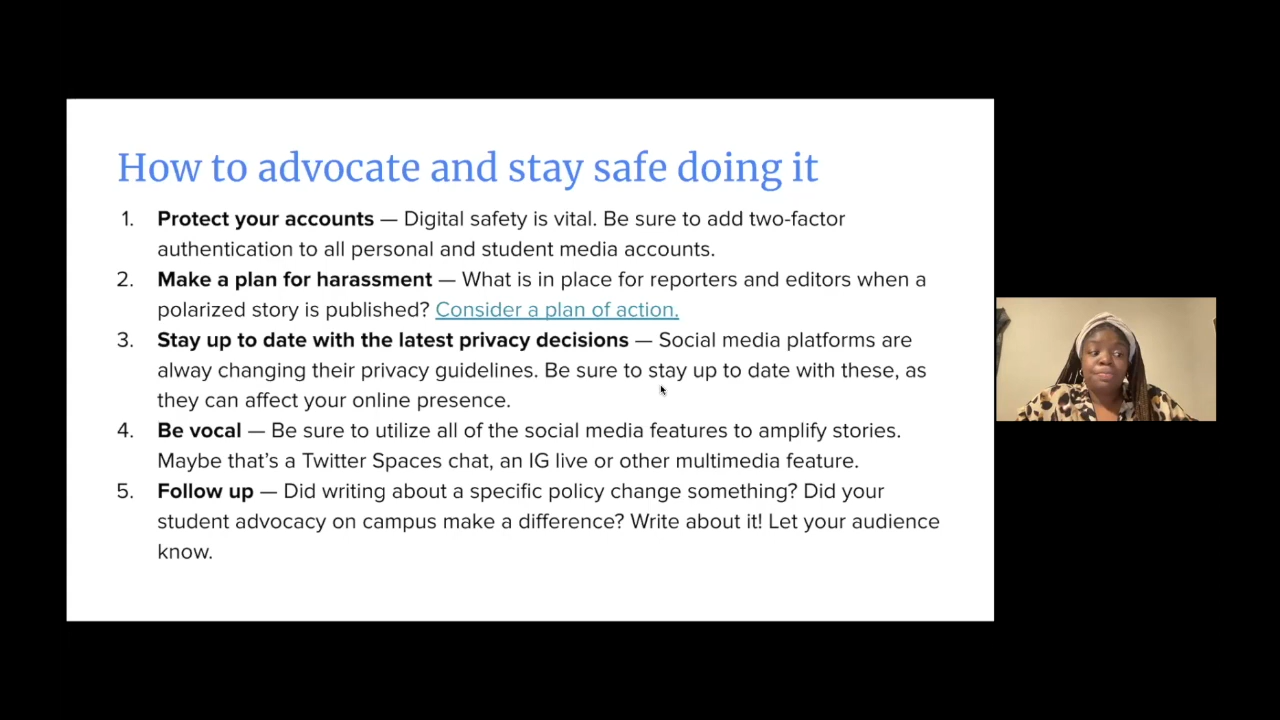 How to advocate and stay safe doing it
1. Protect your accounts — Digital safety is vital. Be sure to add two-factor
authentication to all personal and student media accounts.
2. Make a plan for harassment — What is in place for reporters and editors when a
polarized story is published? Consider a plan of action.
3. Stay up to date with the latest privacy decisions — Social media platforms are
alway changing their privacy guidelines. Be sure to stay up to date with these, as
they can affect your online presence.
4. Be vocal — Be sure to utilize all of the social media features to amplify stories.
Maybe that’s a Twitter Spaces chat, an IG live or other multimedia feature.
5. Follow up — Did writing about a specific policy change something? Did your
student advocacy on campus make a difference? Write about it! Let your audience
know.